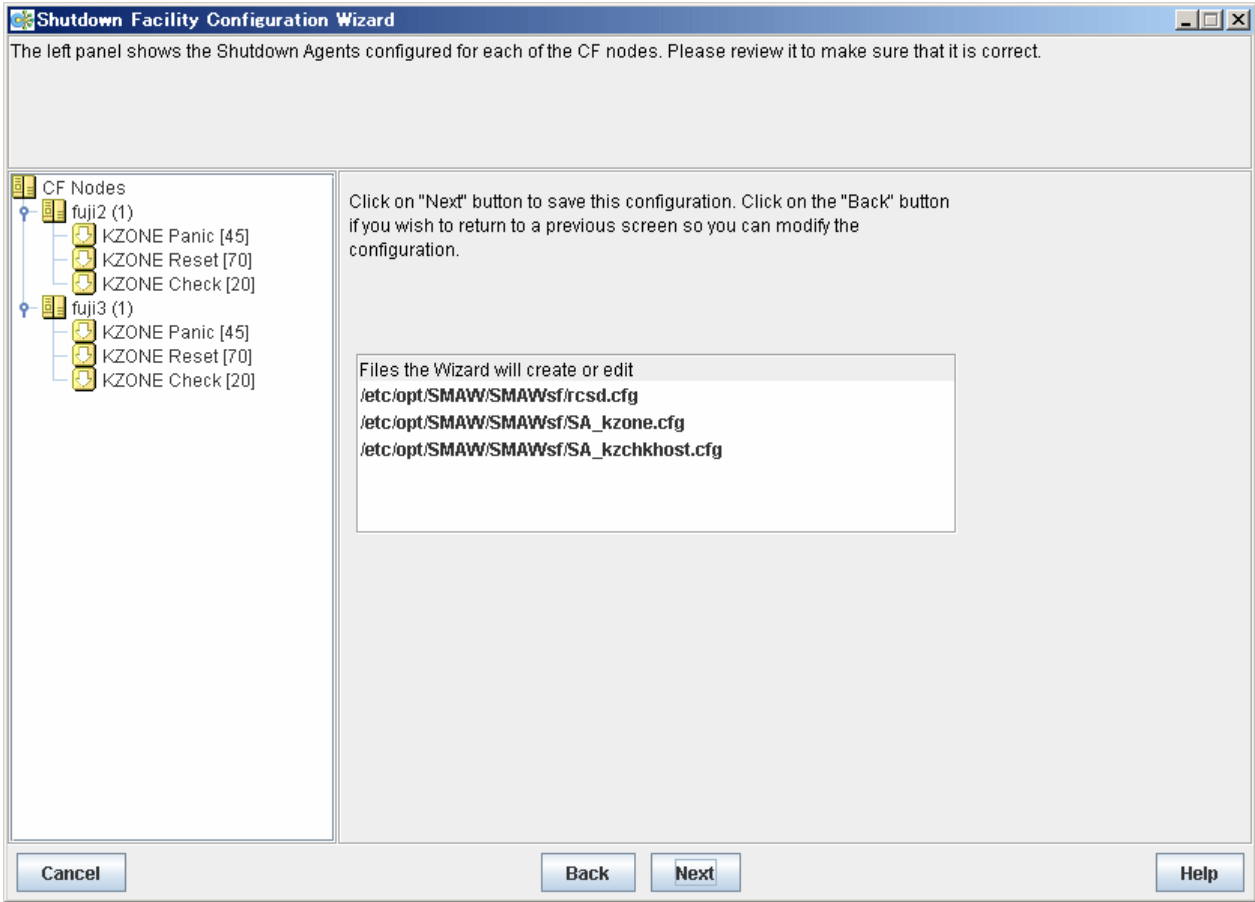 Shutdown Facility Configuration Wizard
The left panel shows the Shutdown Agents configured for each of the CF nodes. Please review it to make sure that it is correct.
CF Nodes
fuji2 (1)
KZONE Panic [45]
KZONE Reset [70]
KZONE Check [20]
fuji3 (1)
KZONE Panic [45]
KZONE Reset [70]
KZONE Check [20]
Click on "Next" button to save this configuration. Click on the "Back" button
if you wish to return to a previous screen so you can modify the
configuration.
Files the Wizard will create or edit
/etc/opt/SMAW/SMAWsf/rcsd.cfg
/etc/opt/SMAW/SMAWsf/SA_kzone.cfg
/etc/opt/SMAW/SMAWsf/SA_kzchkhost.cfg
Cancel
Back
Next
Help